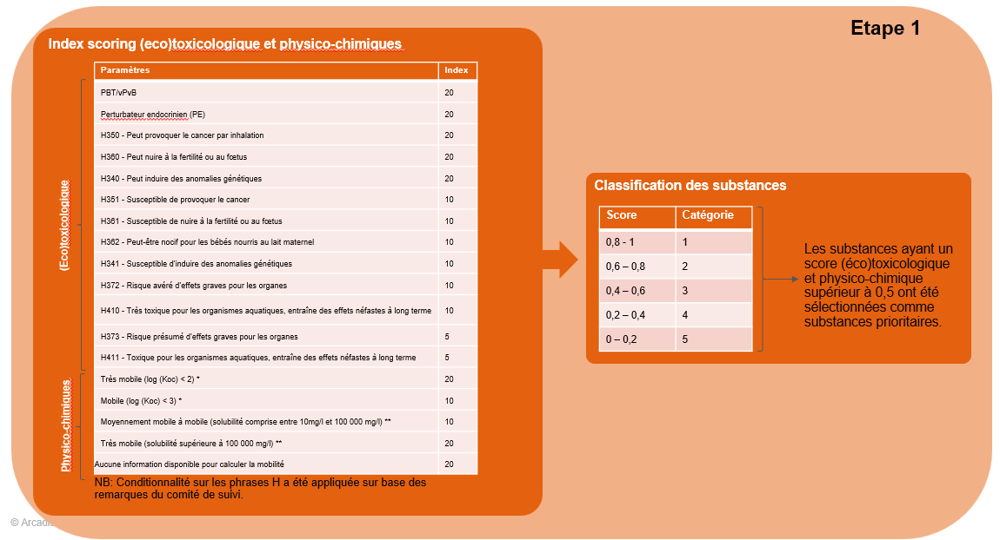 Etape 1
Index scoring (eco)toxicologique et physico-chimiques
Paramètres Index
PBT/vPvB 20
Perturbateur endocrinien (PE) 20
H350 - Peut provoquer le cancer par inhalation 20
H360 - Peut nuire à la fertilité ou au fœtus 20
H340 - Peut induire des anomalies génétiques 20
H351 - Susceptible de provoquer le cancer 10
H361 - Susceptible de nuire à la fertilité ou au fœtus 10
H362 - Peut-être nocif pour les bébés nourris au lait maternel 10
H341 - Susceptible d'induire des anomalies génétiques 10
H372 - Risque avéré d'effets graves pour les organes 10
H410 - Très toxique pour les organismes aquatiques, entraîne des effets néfastes à long terme 10
H373 - Risque présumé d'effets graves pour les organes 5
H411 - Toxique pour les organismes aquatiques, entraîne des effets néfastes à long terme 5
Très mobile (log (Koc) < 2) * 20
Mobile (log (Koc) < 3) * 10
Moyennement mobile à mobile (solubilité comprise entre 10mg/l et 100 000 mg/l) ** 10
Très mobile (solubilité supérieure à 100 000 mg/l) ** 20
Aucune information disponible pour calculer la mobilité 20
(Eco)toxicologique
Physico-chimiques
NB: Conditionnalité sur les phrases H a été appliquée sur base des
remarques du comité de suivi.
Classification des substances
Score Catégorie
0,8 - 1 1
0,6 – 0,8 2
0,4 – 0,6 3
0,2 – 0,4 4
0 – 0,2 5
Les substances ayant un
score (éco)toxicologique
et physico-chimique
supérieur à 0,5 ont été
sélectionnées comme
substances prioritaires.